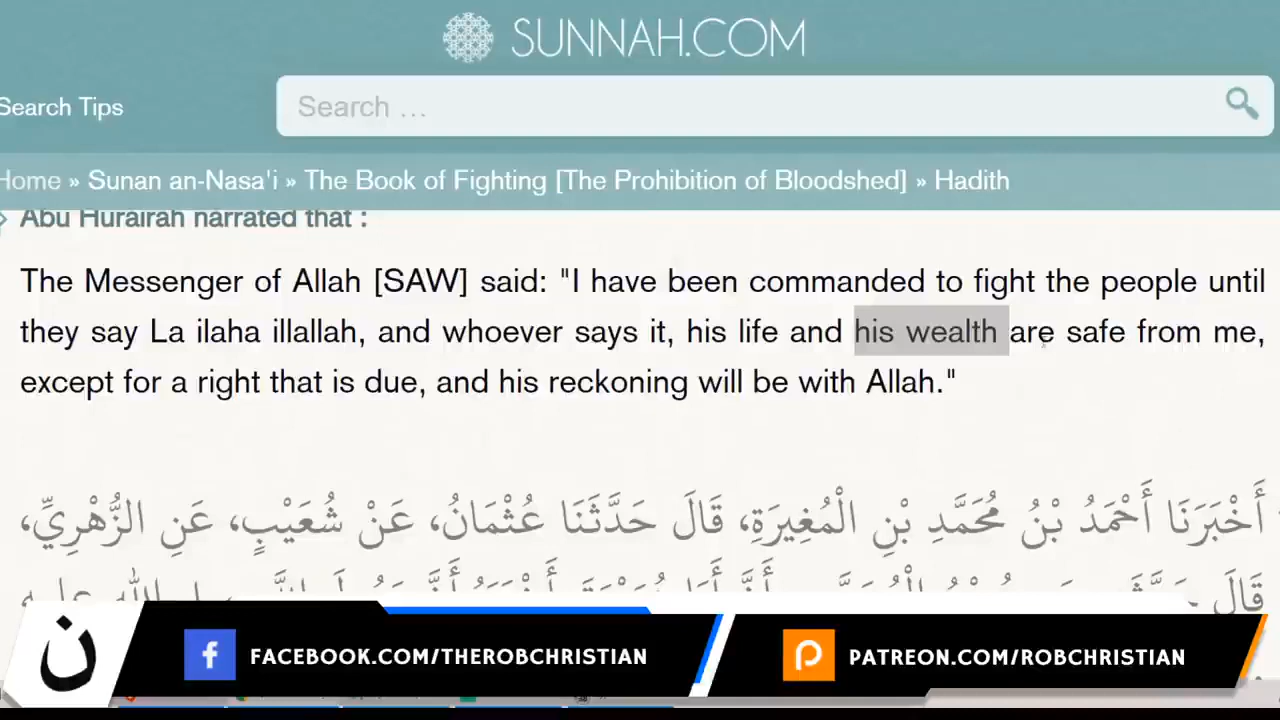 SUNNAH.COM
Search Tips
Search ...
Home » Sunan an-Nasa'i » The Book of Fighting [The Prohibition of Bloodshed] » Hadith
Abu Hurairah narrated that :
The Messenger of Allah [SAW] said: "I have been commanded to fight the people until
they say La ilaha illallah, and whoever says it, his life and his wealth are safe from me,
except for a right that is due, and his reckoning will be with Allah."
أَخْبَرَنَا أَحْمَدُ بْنُ مُحَمَّدِ بْنِ الْمُغِيرَةِ، قَالَ حَدَّثَنَا عُثْمَانُ، عَنْ شُعَيْبٍ، عَنِ الزُّهْرِيِّ،
قَالَ
ن
FACEBOOK.COM/THEROBCHRISTIAN
PATREON.COM/ROBCHRISTIAN